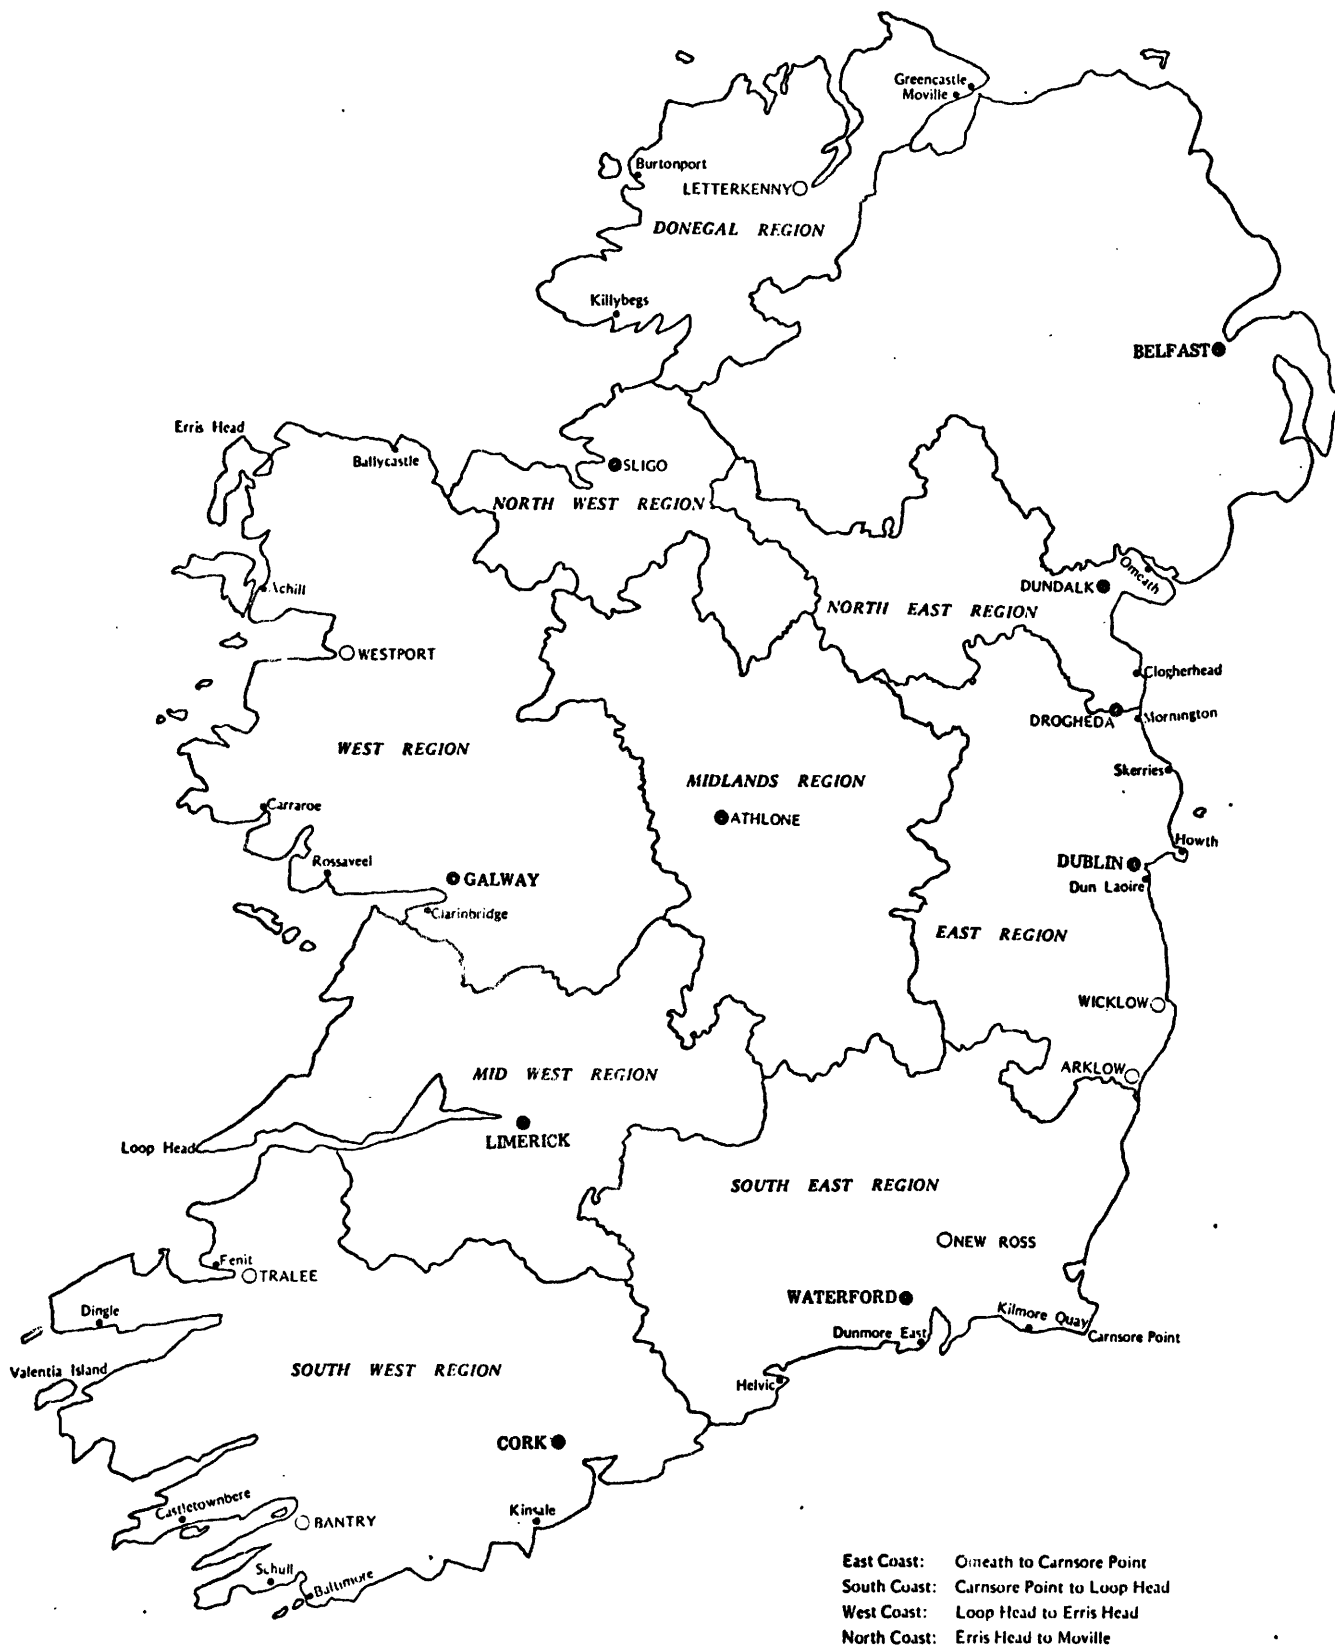 Greencastle
Moville
Burtonport
LETTERKENNY
DONEGAL REGION
Killybegs
BELFAST
Erris Head
Ballycastle
SLIGO
NORTH WEST REGION
Omeath
DUNDALK
Achill
NORTH EAST REGION
WESTPORT
Clogherhead
DROGHEDA
Mornington
WEST REGION
Skerries
MIDLANDS REGION
Carraroe
ATHLONE
Howth
Rossaveel
DUBLIN
GALWAY
Dun Laoire
Clarinbridge
EAST REGION
WICKLOW
ARKLOW
MID WEST REGION
LIMERICK
Loop Head
SOUTH EAST REGION
NEW ROSS
Fenit
TRALEE
WATERFORD
Dingle
Kilmore Quay
Dunmore East
Carnsore Point
Valentia Island
SOUTH WEST REGION
Helvic
CORK
Castletownbere
Kinsale
BANTRY
Schull
Baltimore
East Coast: Omeath to Carnsore Point
South Coast: Carnsore Point to Loop Head
West Coast: Loop Head to Erris Head
North Coast: Erris Head to Moville